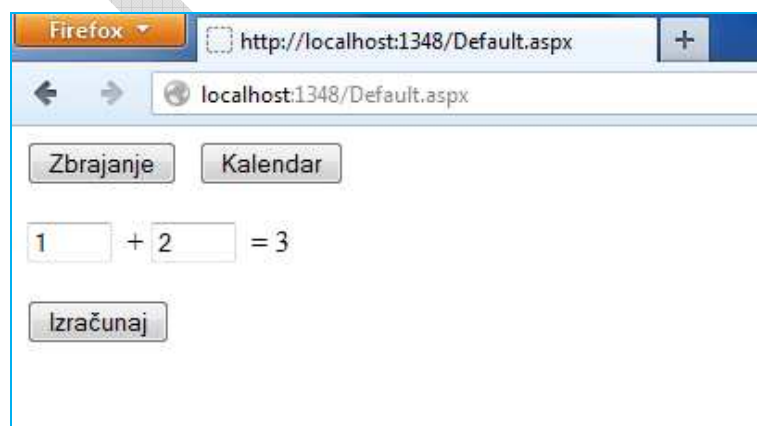 Firefox
http://localhost:1348/Default.aspx
+
localhost:1348/Default.aspx
Zbrajanje Kalendar
1 + 2 = 3
Izračunaj